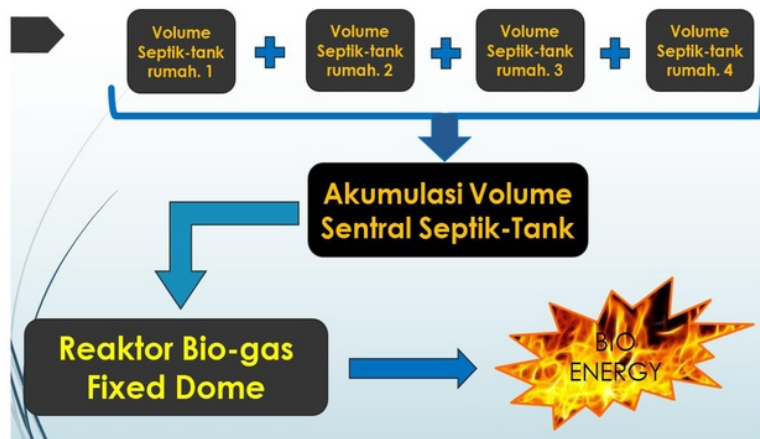 Volume
Septik-tank
rumah. 1
Volume
Septik-tank
rumah. 2
Volume
Septik-tank
rumah. 3
Volume
Septik-tank
rumah. 4
Akumulasi Volume
Sentral Septik-Tank
Reaktor Bio-gas
Fixed Dome
BIO
ENERGY